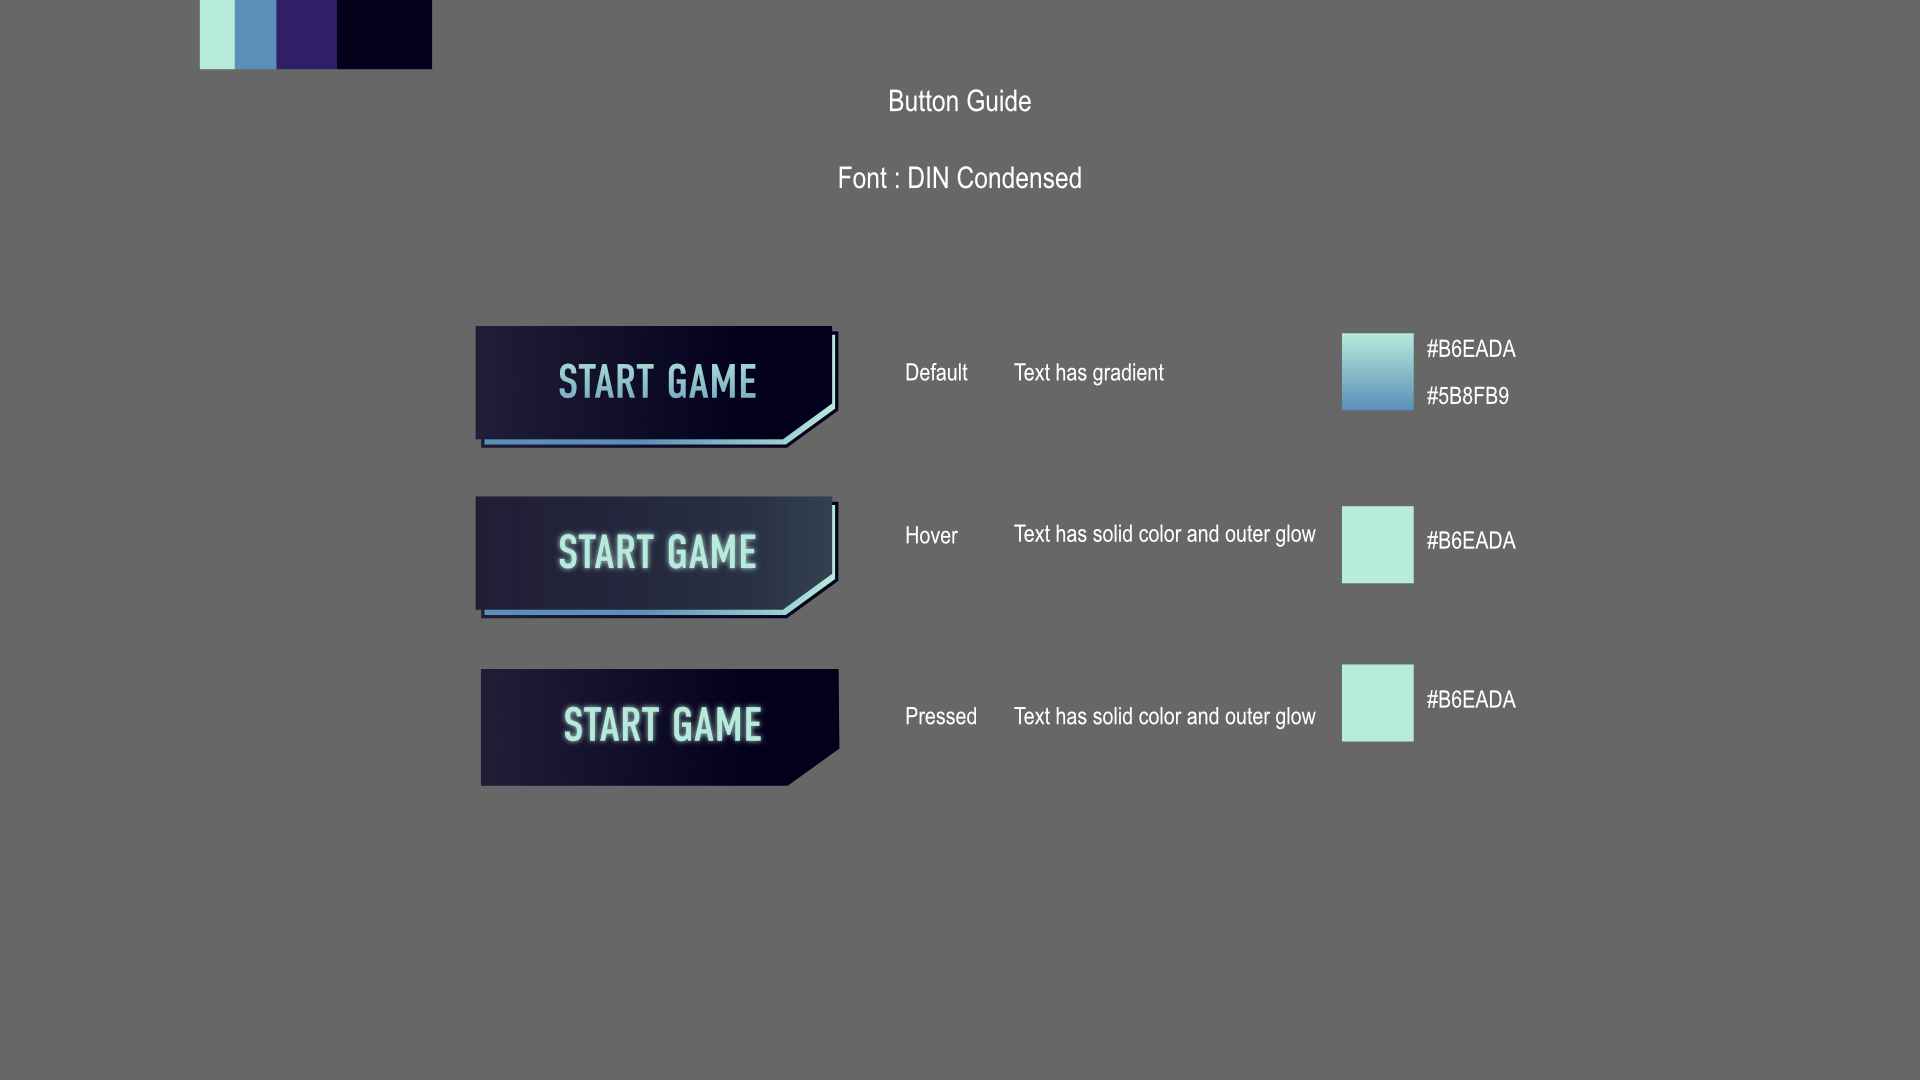 Button Guide
Font : DIN Condensed
START GAME
Default
Text has gradient
#B6EADA
#5B8FB9
START GAME
Hover
Text has solid color and outer glow
#B6EADA
START GAME
Pressed
Text has solid color and outer glow
#B6EADA